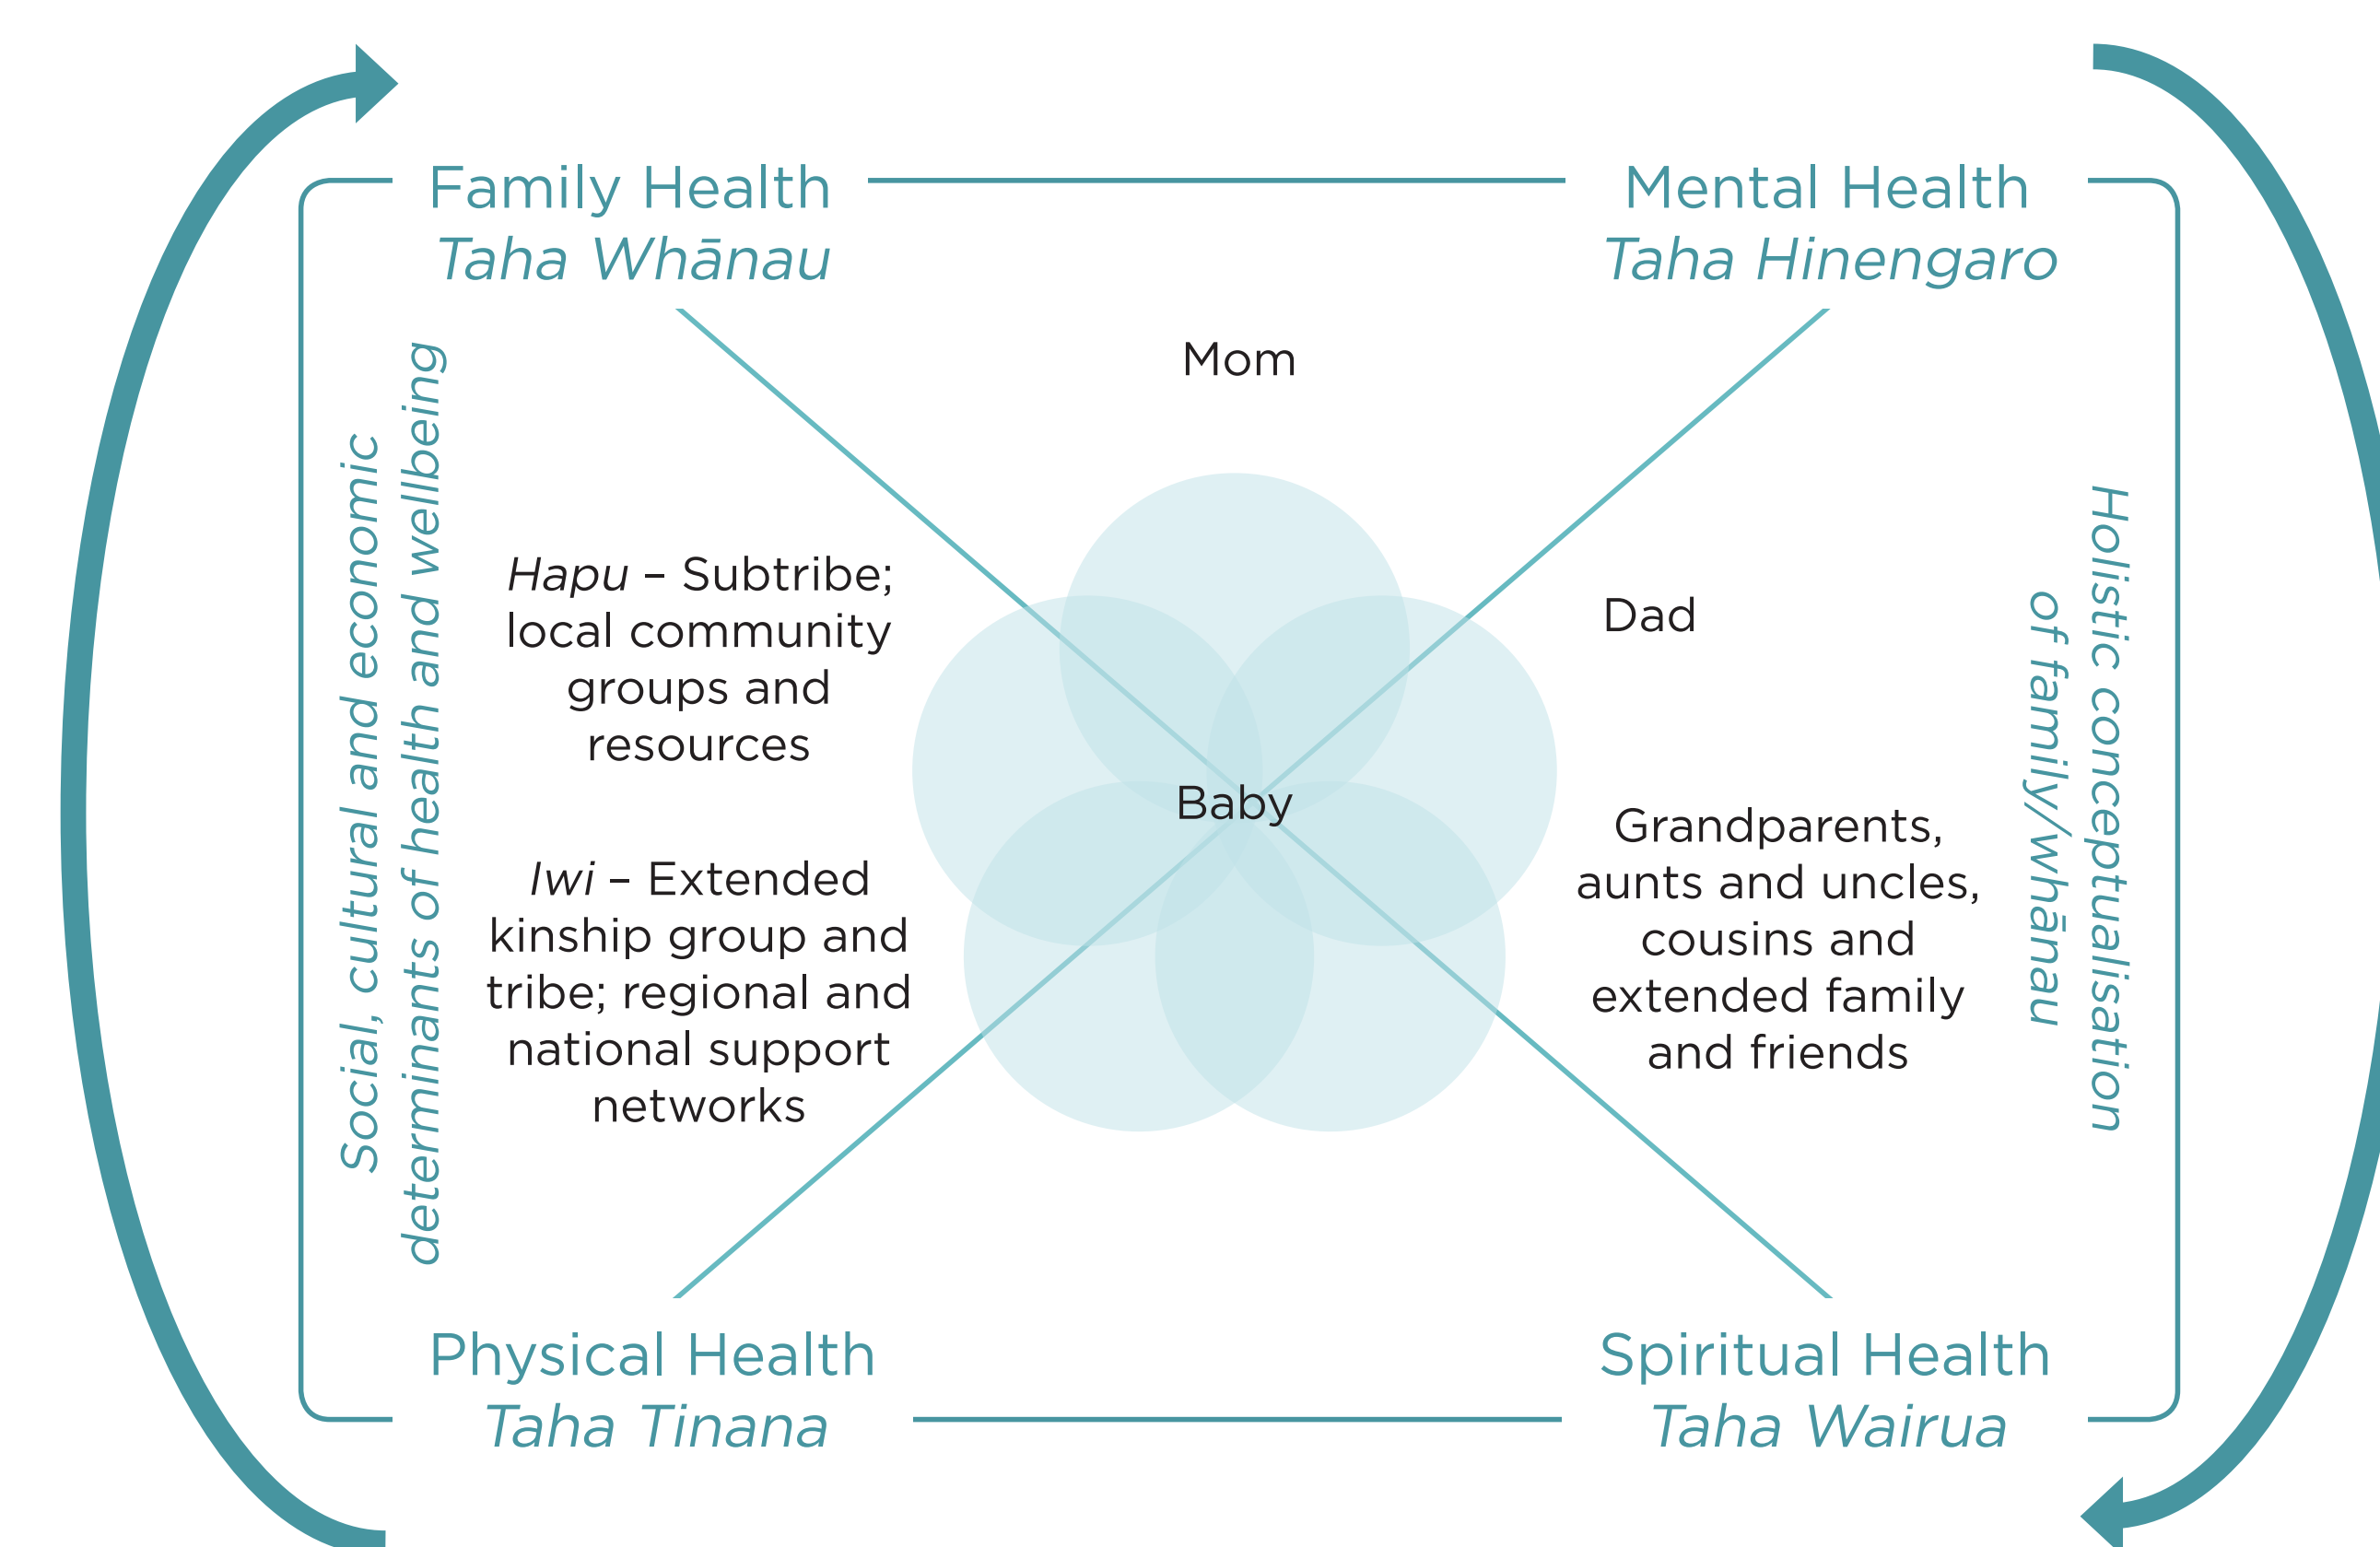 Family Health
Taha Whānau
Mental Health
Taha Hinengaro
Mom
Social, cultural and economic
determinants of health and wellbeing
Hapu – Subtribe;
local community
groups and
resources
Dad
Holistic conceptualisation
of family/whānau
Baby
Iwi – Extended
kinship group and
tribe; regional and
national support
networks
Grandparents,
aunts and uncles,
cousins and
extended family
and friends
Physical Health
Taha Tinana
Spiritual Health
Taha Wairua